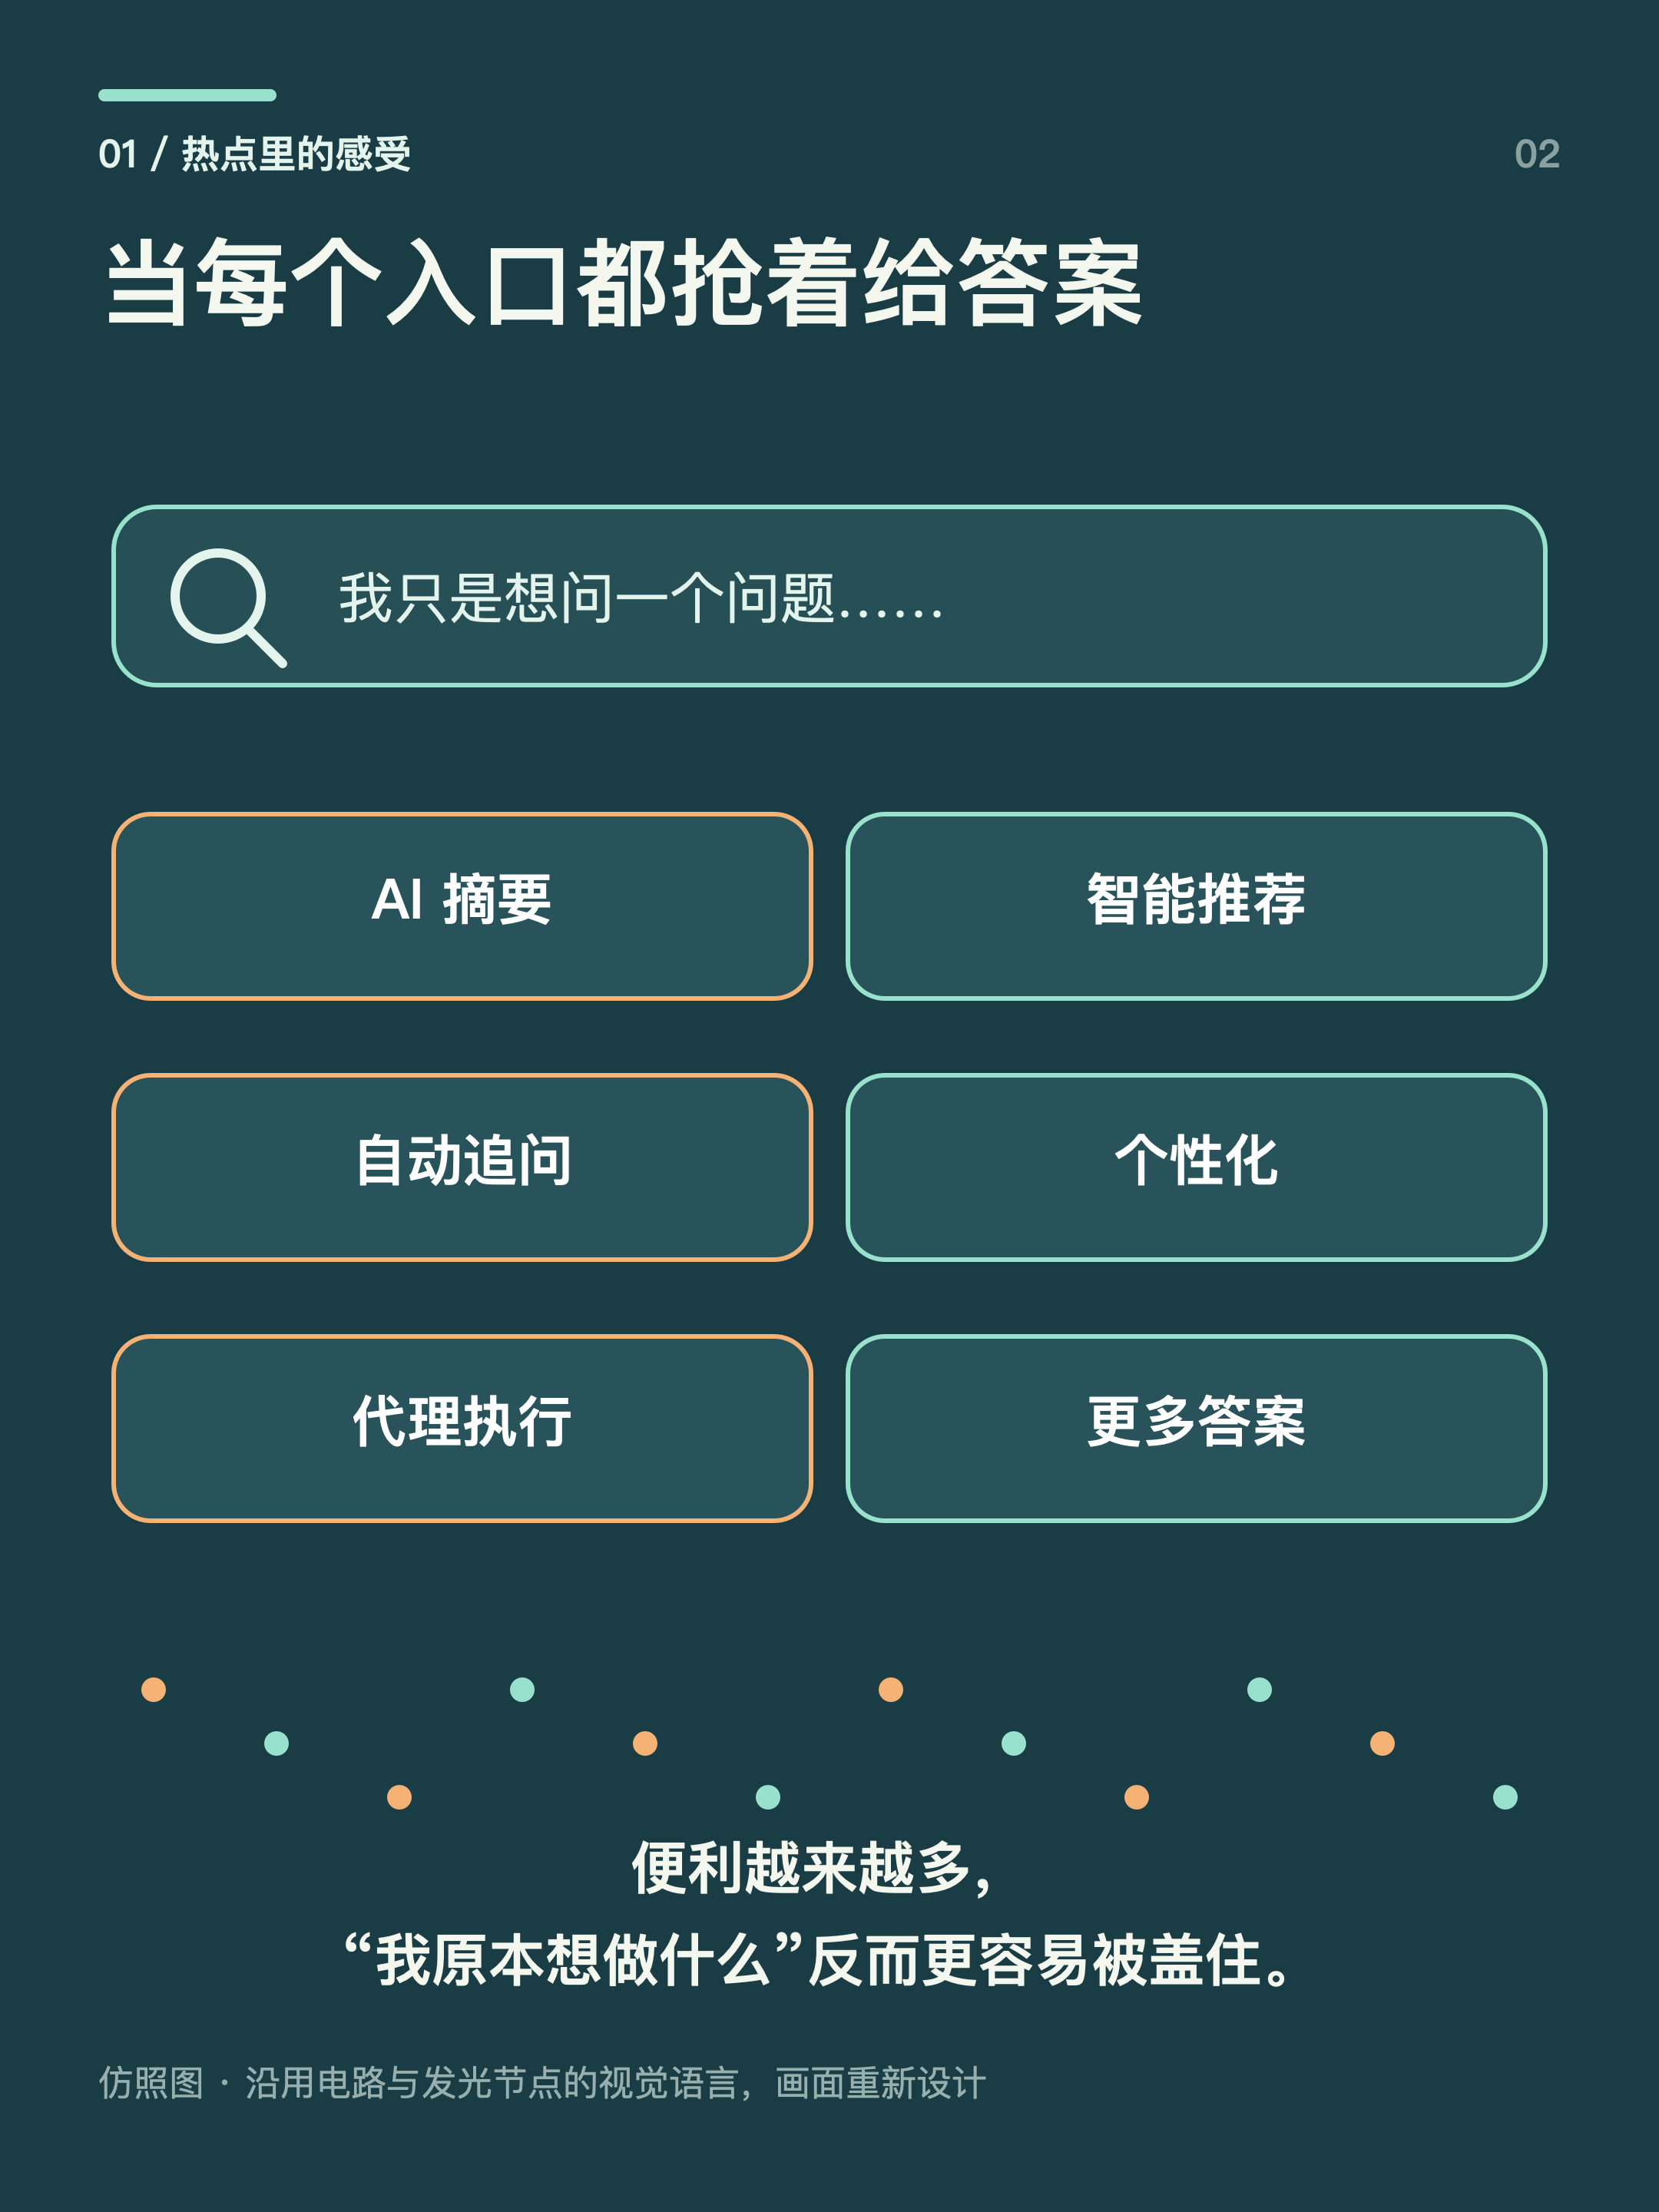 01 / 热点里的感受
02
当每个入口都抢着给答案
我只是想问一个问题……
AI 摘要
智能推荐
自动追问
个性化
代理执行
更多答案
便利越来越多，
“我原本想做什么”反而更容易被盖住。
仿照图 · 沿用电路与发光节点的视觉语言，画面重新设计